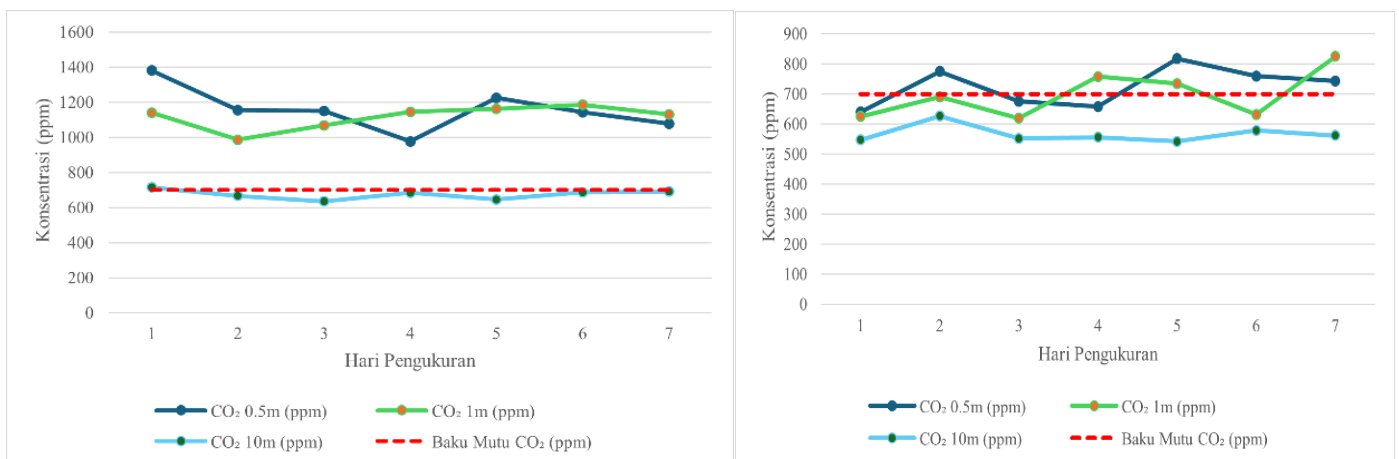 1600
1400
1200
1000
800
600
400
200
0
Konsentrasi (ppm)
1 2 3 4 5 6 7
Hari Pengukuran
CO₂ 0.5m (ppm) CO₂ 1m (ppm)
CO₂ 10m (ppm) Baku Mutu CO₂ (ppm)
900
800
700
600
500
400
300
200
100
0
Konsentrasi (ppm)
1 2 3 4 5 6 7
Hari Pengukuran
CO₂ 0.5m (ppm) CO₂ 1m (ppm)
CO₂ 10m (ppm) Baku Mutu CO₂ (ppm)